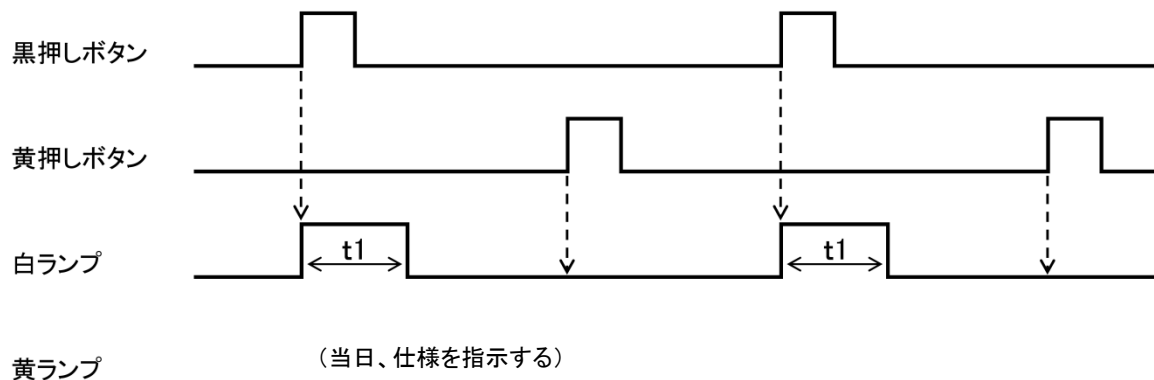 黒押しボタン
黄押しボタン
白ランプ
t1
t1
黄ランプ
（当日、仕様を指示する）